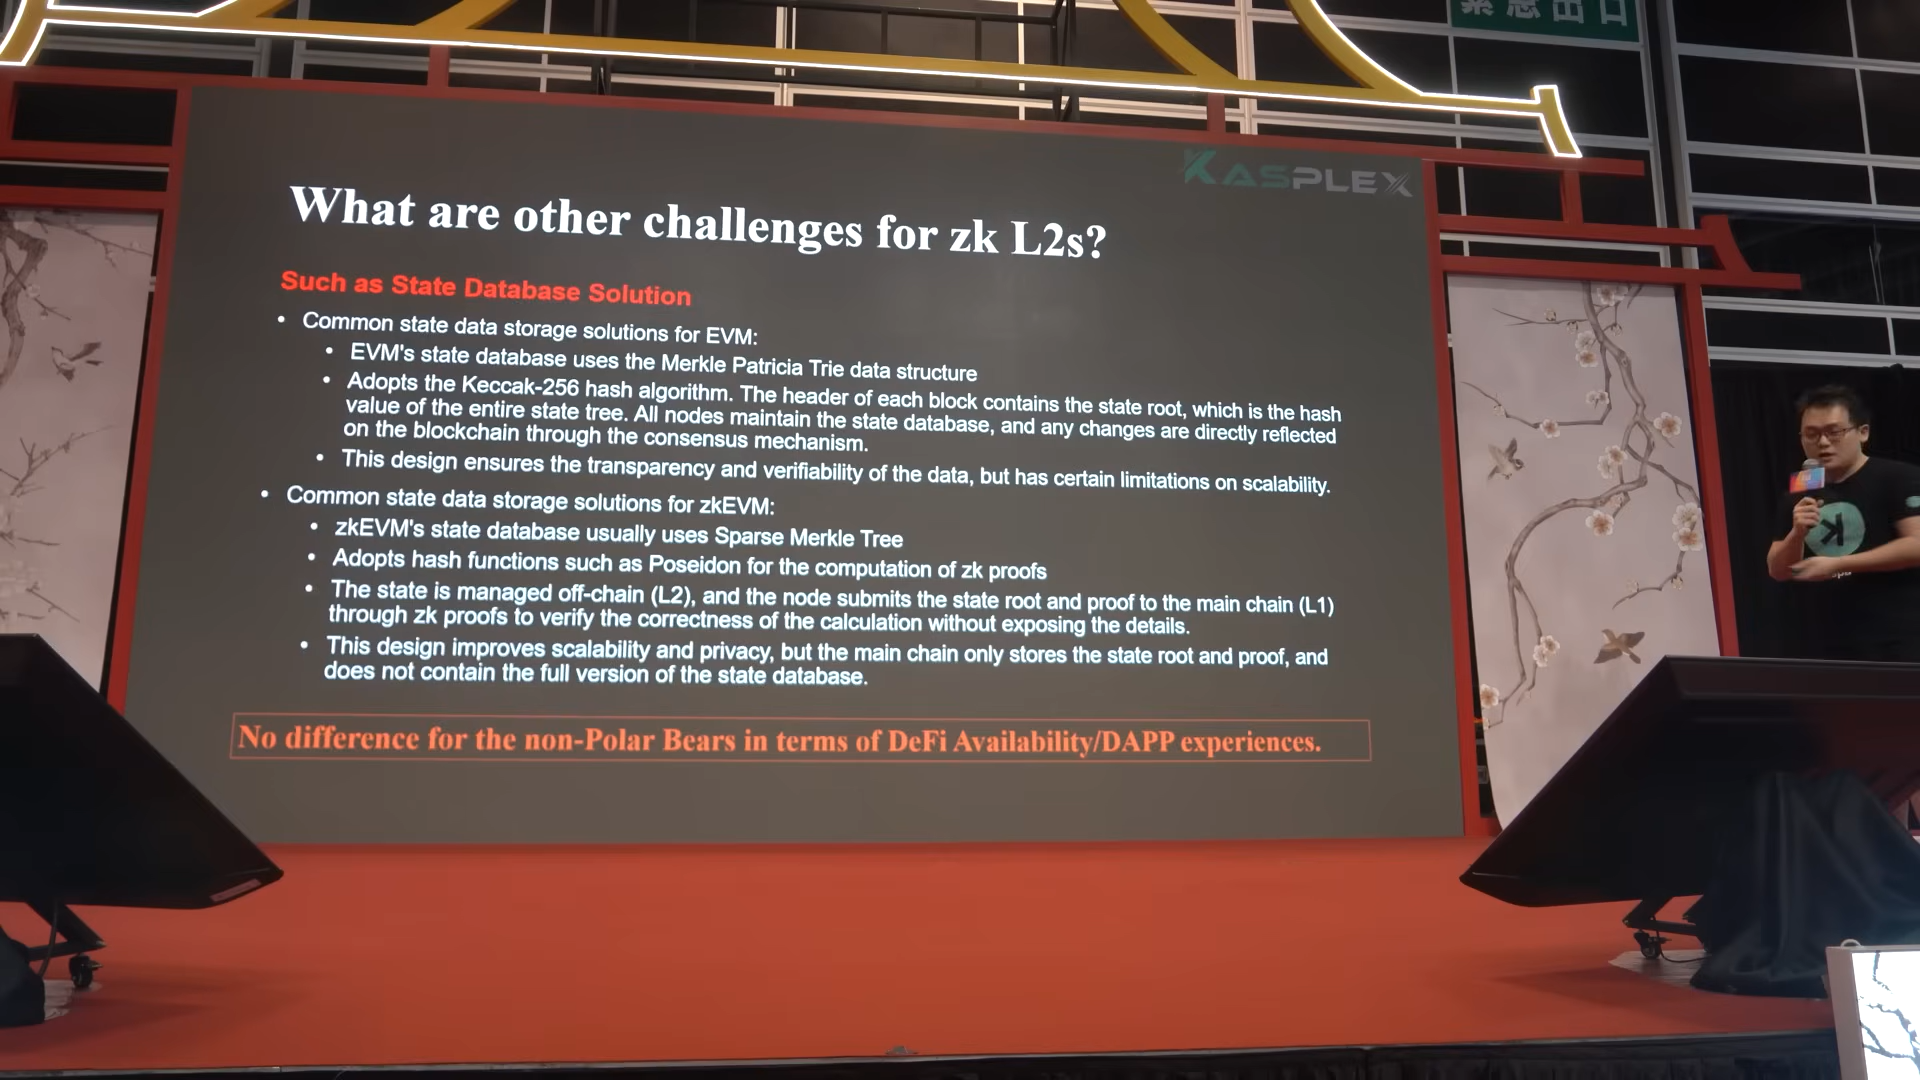 緊急出口
KASPLEX
What are other challenges for zk L2s?
Such as State Database Solution
• Common state data storage solutions for EVM:
• EVM's state database uses the Merkle Patricia Trie data structure
• Adopts the Keccak-256 hash algorithm. The header of each block contains the state root, which is the hash
value of the entire state tree. All nodes maintain the state database, and any changes are directly reflected
on the blockchain through the consensus mechanism.
• This design ensures the transparency and verifiability of the data, but has certain limitations on scalability.
• Common state data storage solutions for zkEVM:
• zkEVM's state database usually uses Sparse Merkle Tree
• Adopts hash functions such as Poseidon for the computation of zk proofs
• The state is managed off-chain (L2), and the node submits the state root and proof to the main chain (L1)
through zk proofs to verify the correctness of the calculation without exposing the details.
• This design improves scalability and privacy, but the main chain only stores the state root and proof, and
does not contain the full version of the state database.
No difference for the non-Polar Bears in terms of DeFi Availability/DAPP experiences.